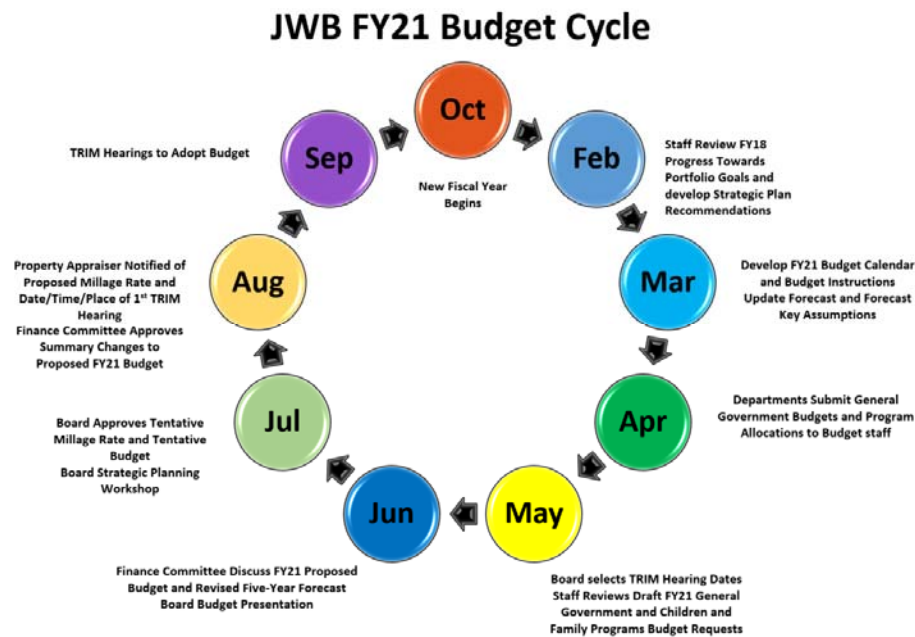 JWB FY21 Budget Cycle
Oct
New Fiscal Year
Begins
Feb
Staff Review FY18
Progress Towards
Portfolio Goals and
develop Strategic Plan
Recommendations
Mar
Develop FY21 Budget Calendar
and Budget Instructions
Update Forecast and Forecast
Key Assumptions
Apr
Departments Submit General
Government Budgets and Program
Allocations to Budget staff
May
Board selects TRIM Hearing Dates
Staff Reviews Draft FY21 General
Government and Children and
Family Programs Budget Requests
Jun
Finance Committee Discuss FY21 Proposed
Budget and Revised Five-Year Forecast
Board Budget Presentation
Jul
Board Approves Tentative
Millage Rate and Tentative
Budget
Board Strategic Planning
Workshop
Aug
Property Appraiser Notified of
Proposed Millage Rate and
Date/Time/Place of 1st TRIM
Hearing
Finance Committee Approves
Summary Changes to
Proposed FY21 Budget
Sep
TRIM Hearings to Adopt Budget